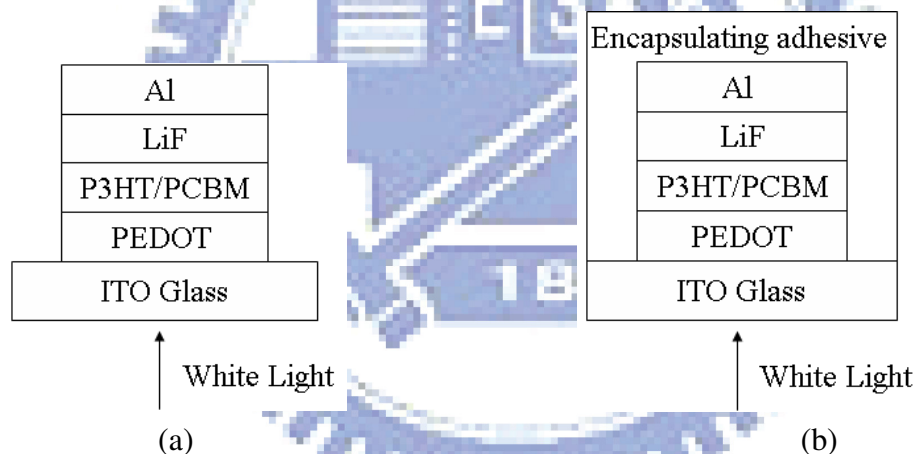 Al
LiF
P3HT/PCBM
PEDOT
ITO Glass
White Light
(a)
Encapsulating adhesive
Al
LiF
P3HT/PCBM
PEDOT
ITO Glass
White Light
(b)